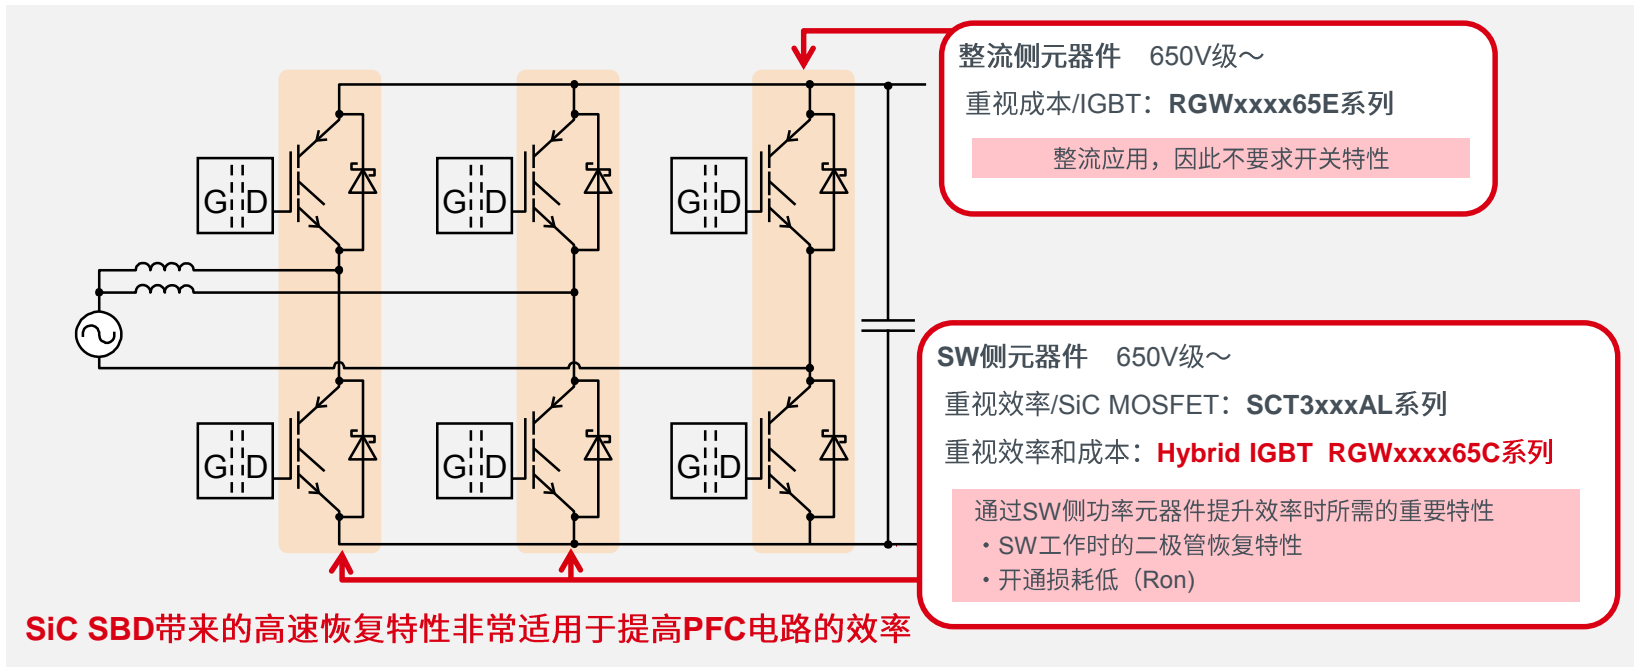 整流侧元器件 650V级～
重视成本/IGBT：RGWxxxx65E系列
整流应用，因此不要求开关特性
G D
G D
G D
SW侧元器件 650V级～
重视效率/SiC MOSFET：SCT3xxxAL系列
重视效率和成本：Hybrid IGBT RGWxxxx65C系列
通过SW侧功率元器件提升效率时所需的重要特性
・SW工作时的二极管恢复特性
・开通损耗低（Ron)
G D
G D
G D
SiC SBD带来的高速恢复特性非常适用于提高PFC电路的效率